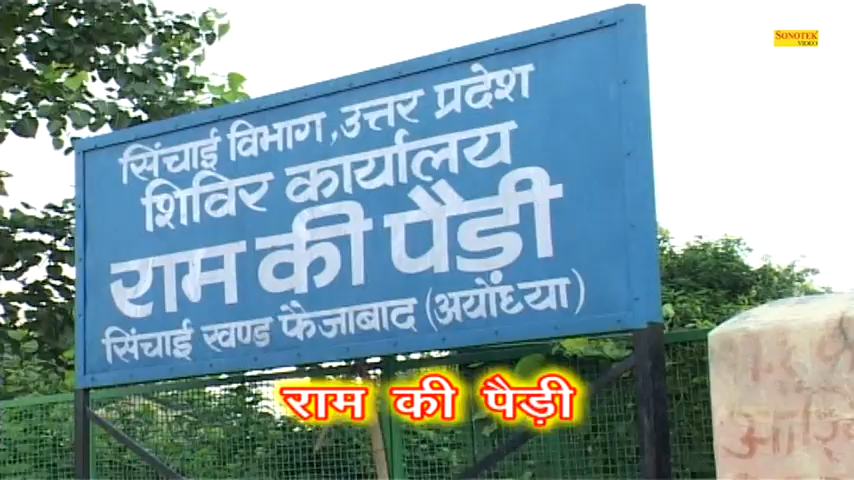 SONOTEK
VIDEO
सिंचाई विभाग, उत्तर प्रदेश
शिविर कार्यालय
राम की पैडी
सिंचाई खण्ड फैजाबाद (अयोंध्या)
राम की पैड़ी